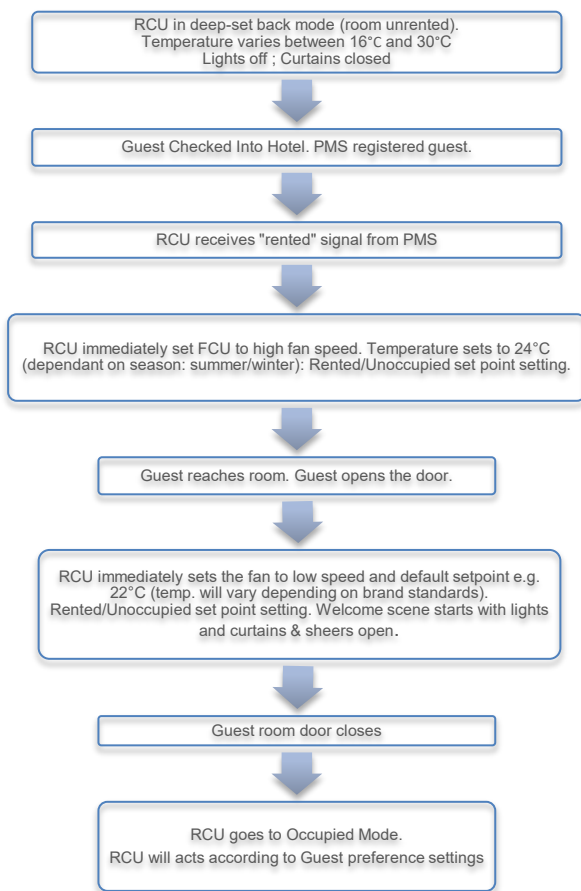 RCU in deep-set back mode (room unrented).
Temperature varies between 16°C and 30°C
Lights off ; Curtains closed
Guest Checked Into Hotel. PMS registered guest.
RCU receives "rented" signal from PMS
RCU immediately set FCU to high fan speed. Temperature sets to 24°C
(dependant on season: summer/winter): Rented/Unoccupied set point setting.
Guest reaches room. Guest opens the door.
RCU immediately sets the fan to low speed and default setpoint e.g.
22°C (temp. will vary depending on brand standards).
Rented/Unoccupied set point setting. Welcome scene starts with lights
and curtains & sheers open.
Guest room door closes
RCU goes to Occupied Mode.
RCU will acts according to Guest preference settings